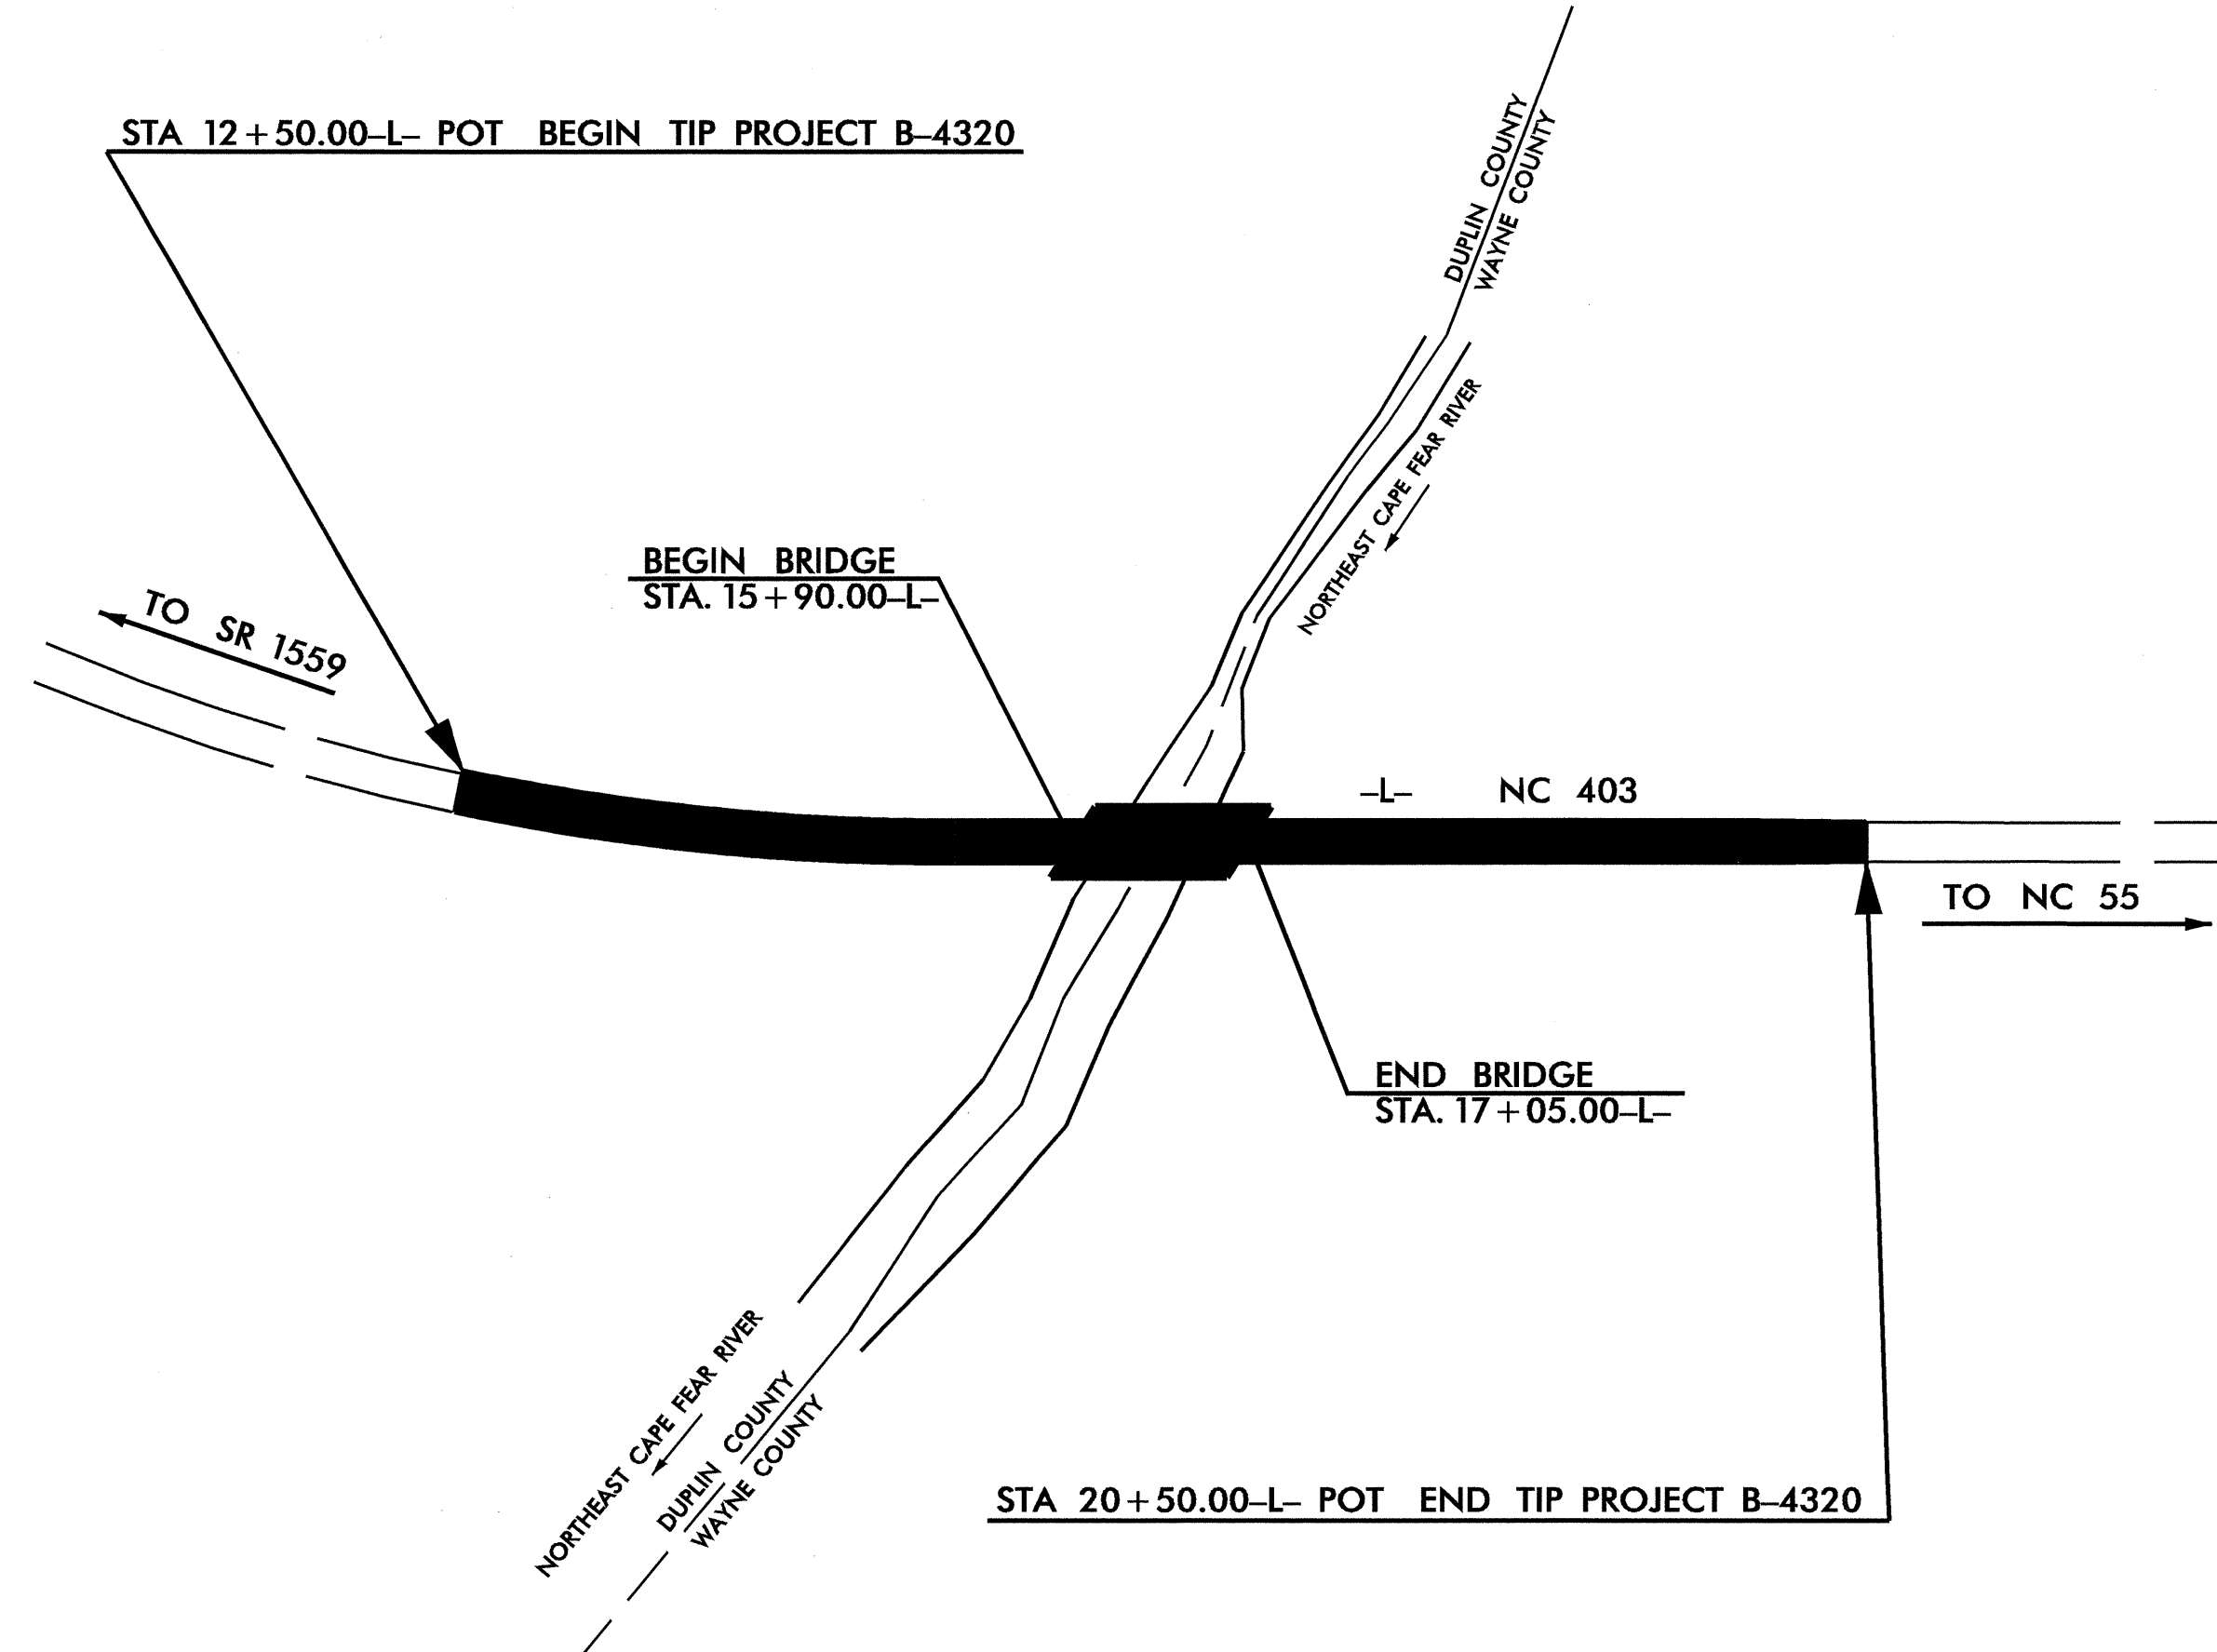 STA 12+50.00-L- POT BEGIN TIP PROJECT B-4320
DUPLIN COUNTY
WAYNE COUNTY
NORTHEAST CAPE FEAR RIVER
BEGIN BRIDGE
STA. 15+90.00-L-
TO SR 1559
-L- NC 403
TO NC 55
END BRIDGE
STA. 17+05.00-L-
NORTHEAST CAPE FEAR RIVER
DUPLIN COUNTY
WAYNE COUNTY
STA 20+50.00-L- POT END TIP PROJECT B-4320